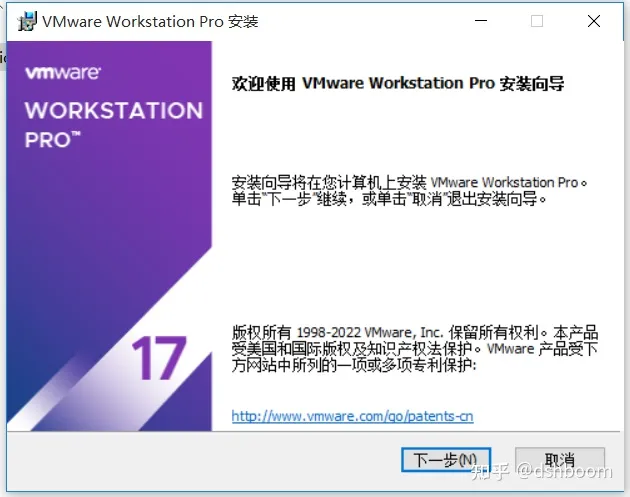 VMware Workstation Pro 安装
vmware
WORKSTATION
PRO™
17
欢迎使用 VMware Workstation Pro 安装向导
安装向导将在您计算机上安装 VMware Workstation Pro。
单击“下一步”继续，或单击“取消”退出安装向导。
版权所有 1998-2022 VMware, Inc. 保留所有权利。本产品
受美国和国际版权及知识产权法保护。VMware 产品受下
方网站中所列的一项或多项专利保护:
http://www.vmware.com/go/patents-cn
下一步(N)
取消
知乎 @dshboom